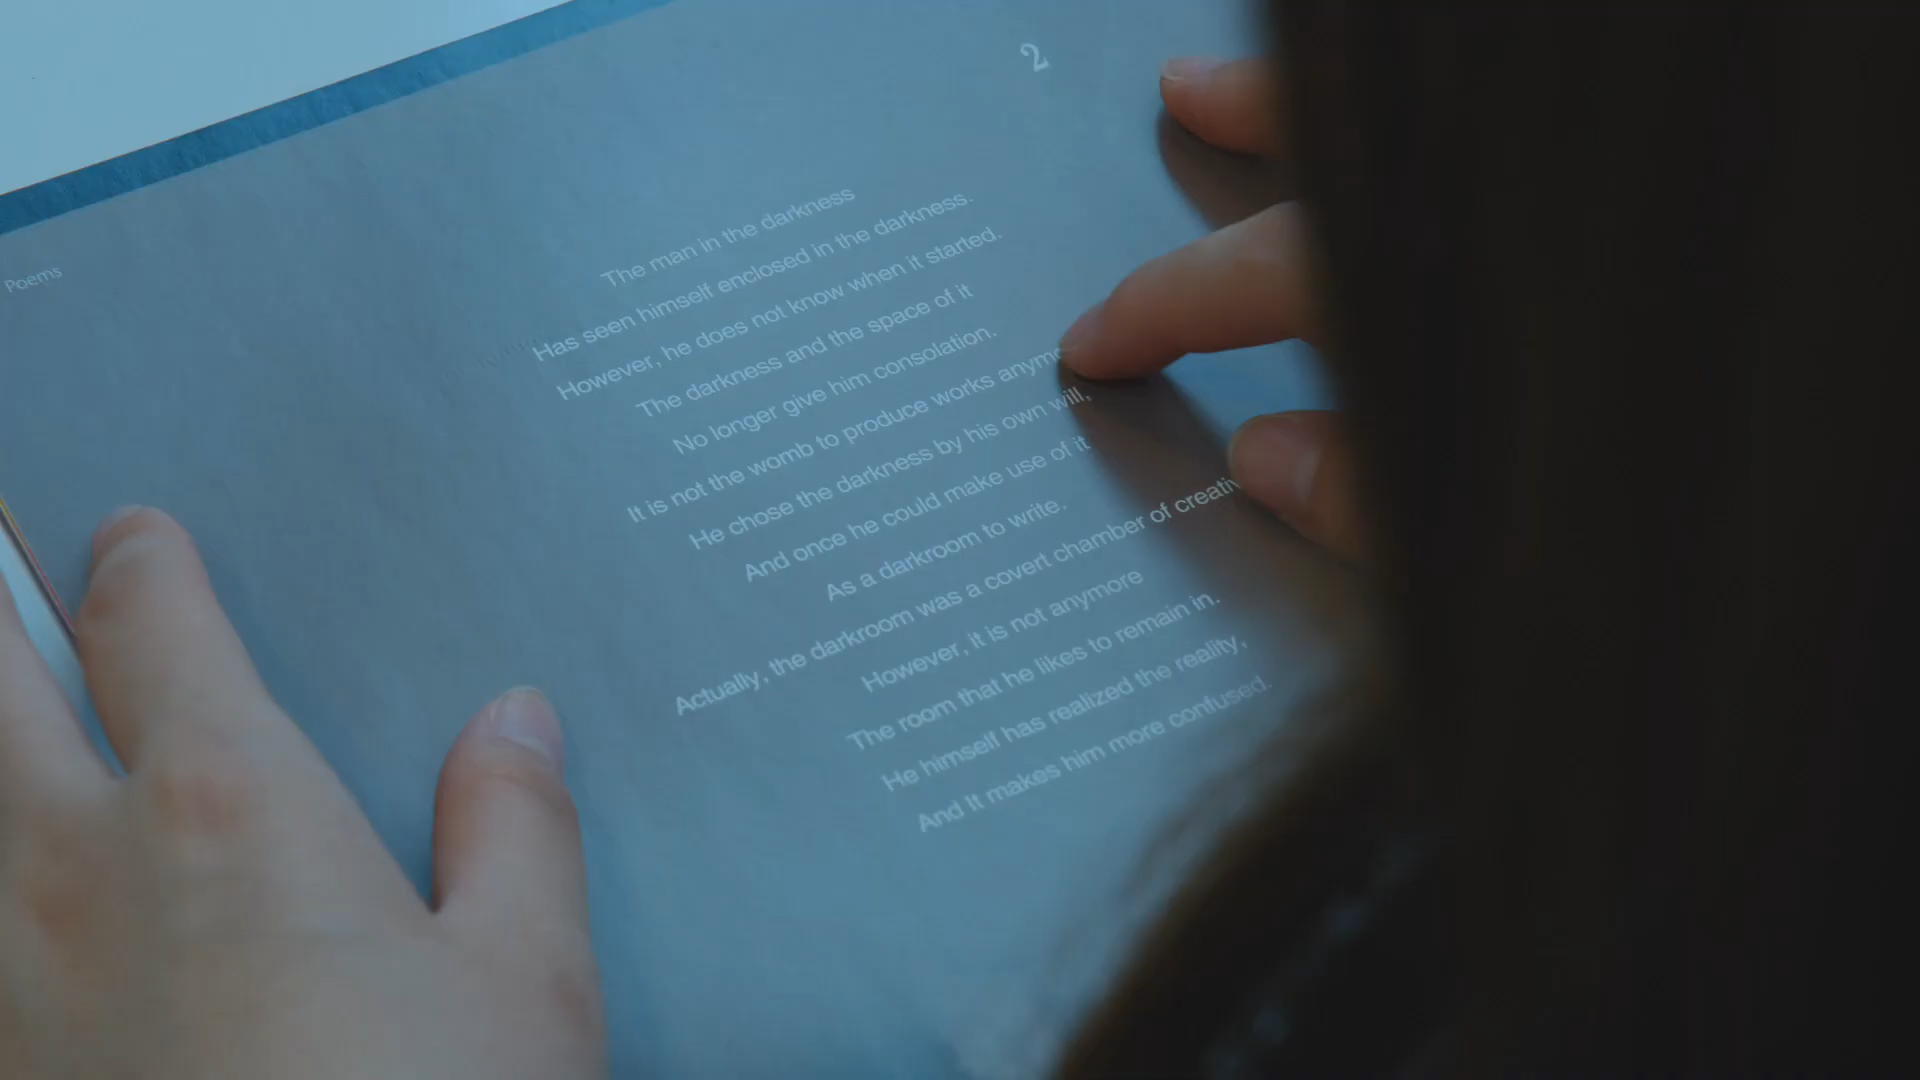 2
Poems
The man in the darkness
Has seen himself enclosed in the darkness.
However, he does not know when it started.
The darkness and the space of it
No longer give him consolation.
It is not the womb to produce works
He chose the darkness by his own will,
And once he could make use of it
As a darkroom to write.
Actually, the darkroom was a covert chamber of
However, it is not anymore
The room that he likes to remain in.
He himself has realized the reality,
And It makes him more confused.